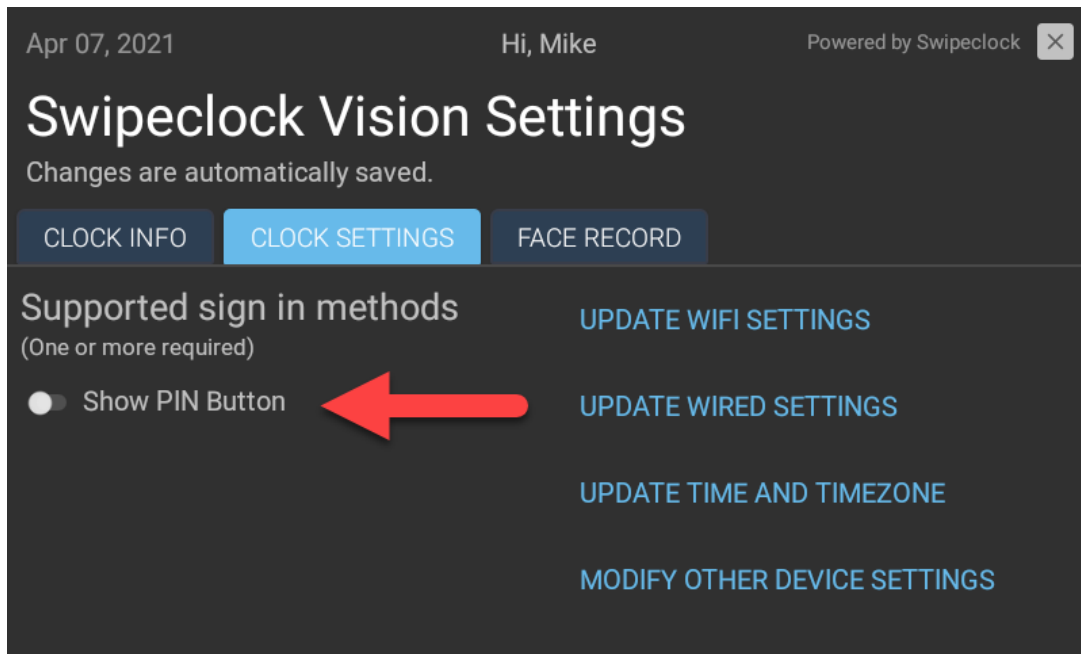 Apr 07, 2021 Hi, Mike Powered by Swipeclock
Swipeclock Vision Settings
Changes are automatically saved.
CLOCK INFO CLOCK SETTINGS FACE RECORD
Supported sign in methods
(One or more required)
Show PIN Button
UPDATE WIFI SETTINGS
UPDATE WIRED SETTINGS
UPDATE TIME AND TIMEZONE
MODIFY OTHER DEVICE SETTINGS